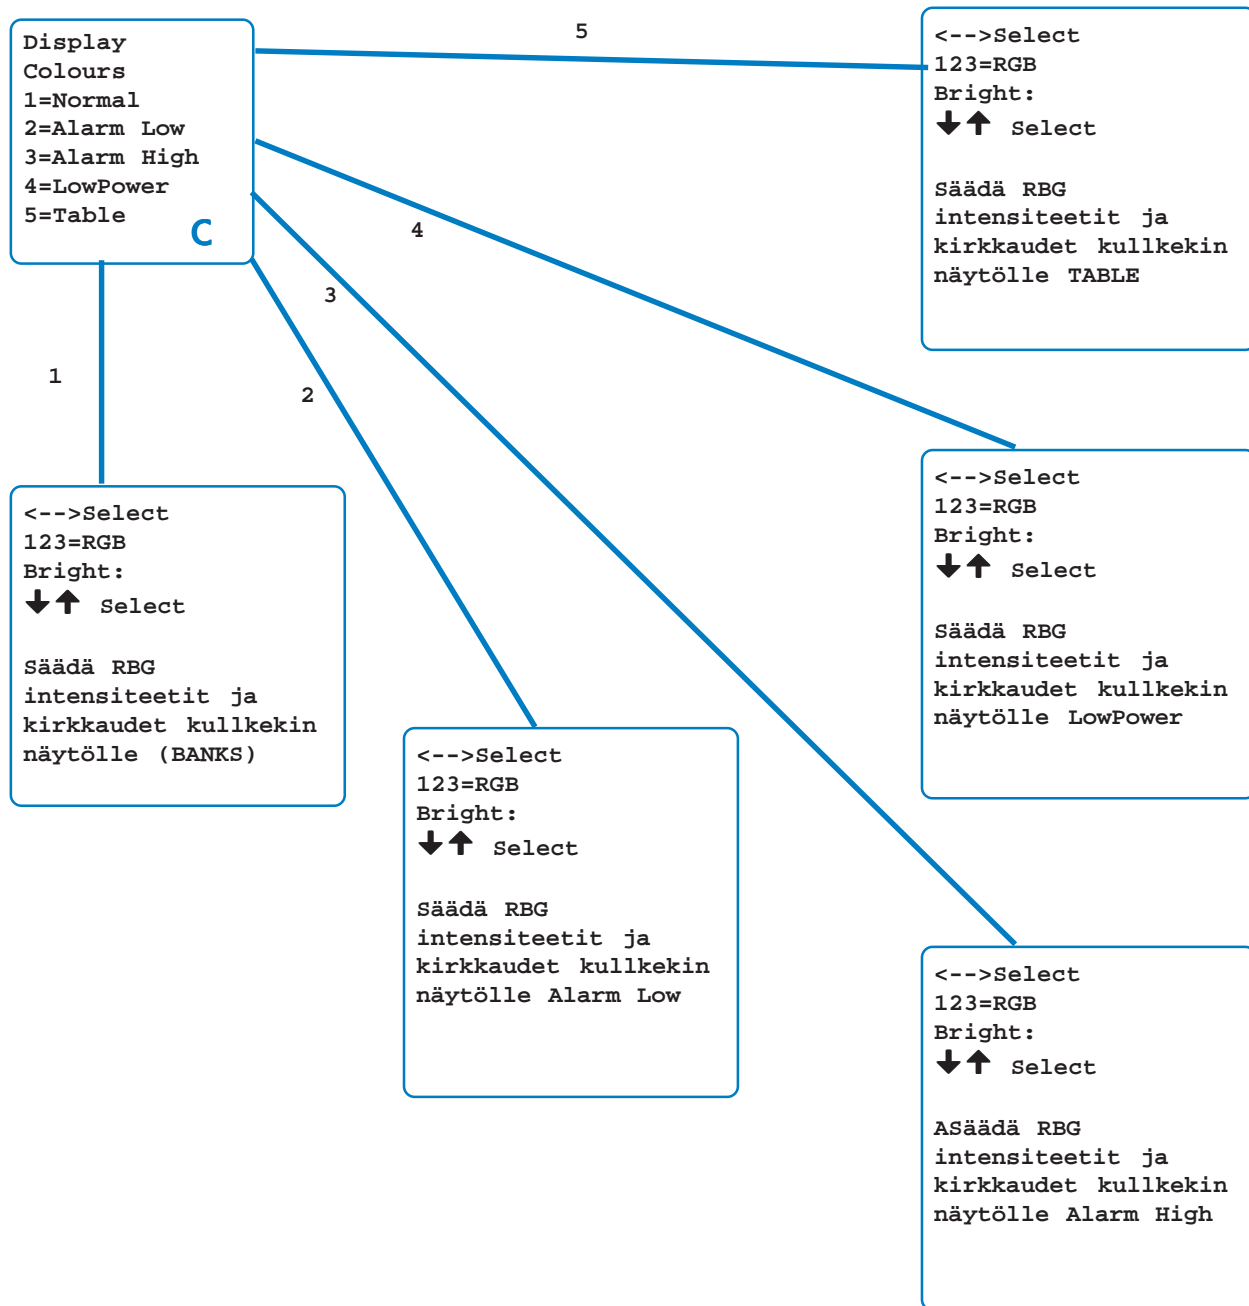 Display
Colours
1=Normal
2=Alarm Low
3=Alarm High
4=LowPower
5=Table
C
5
<-->Select
123=RGB
Bright:
↓↑ Select
Säädä RBG
intensiteetit ja
kirkkaudet kullkekin
näytölle TABLE
4
3
1
2
<-->Select
123=RGB
Bright:
↓↑ Select
Säädä RBG
intensiteetit ja
kirkkaudet kullkekin
näytölle LowPower
<-->Select
123=RGB
Bright:
↓↑ Select
Säädä RBG
intensiteetit ja
kirkkaudet kullkekin
näytölle (BANKS)
<-->Select
123=RGB
Bright:
↓↑ Select
Säädä RBG
intensiteetit ja
kirkkaudet kullkekin
näytölle Alarm Low
<-->Select
123=RGB
Bright:
↓↑ Select
ASäädä RBG
intensiteetit ja
kirkkaudet kullkekin
näytölle Alarm High